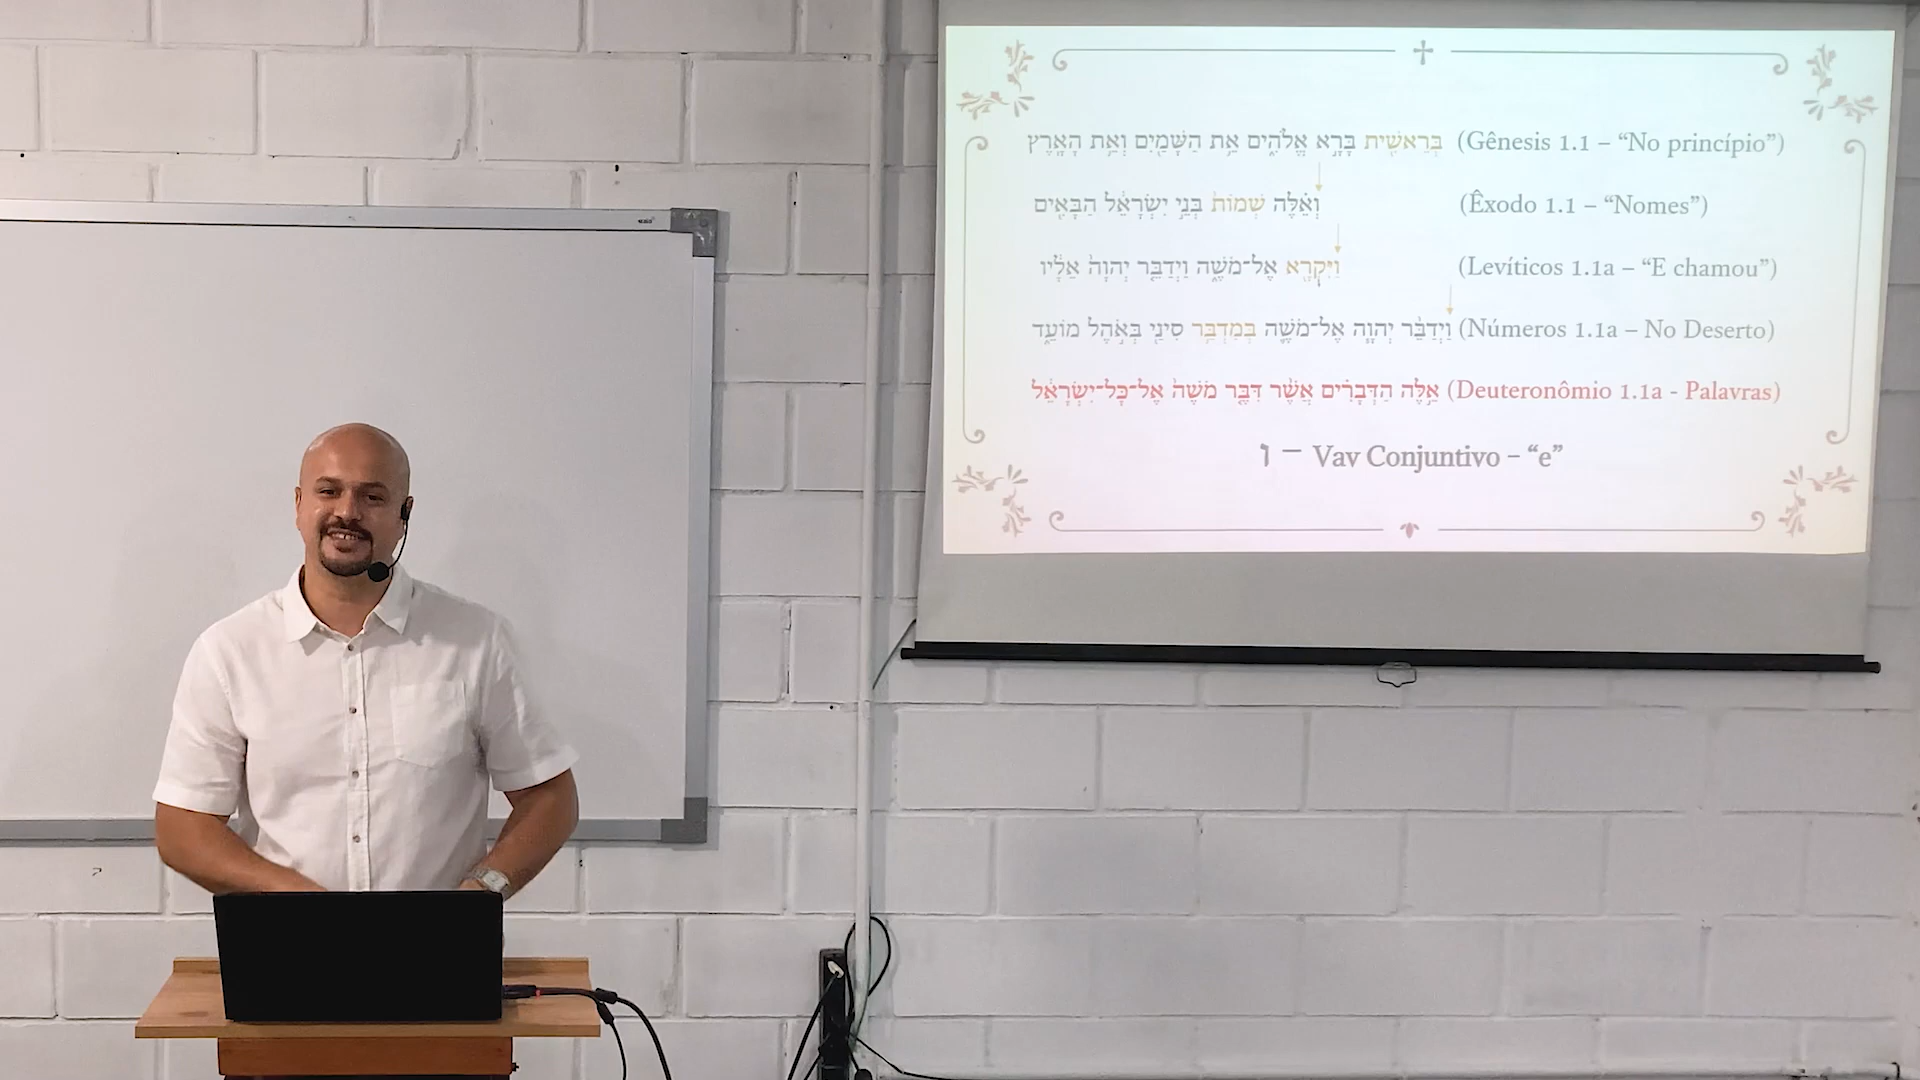 בְּרֵאשִׁ֖ית בָּרָ֣א אֱלֹהִ֑ים אֵ֥ת הַשָּׁמַ֖יִם וְאֵ֥ת הָאָֽרֶץ (Gênesis 1.1 – “No princípio”)
וְאֵ֗לֶּה שְׁמוֹת֙ בְּנֵ֣י יִשְׂרָאֵ֔ל הַבָּאִ֖ים (Êxodo 1.1 – “Nomes”)
וַיִּקְרָ֖א אֶל־מֹשֶׁ֑ה וַיְדַבֵּ֤ר יְהוָה֙ אֵלָ֔יו (Levíticos 1.1a – “E chamou”)
וַיְדַבֵּ֨ר יְהוָ֧ה אֶל־מֹשֶׁ֛ה בְּמִדְבַּ֥ר סִינַ֖י בְּאֹ֣הֶל מוֹעֵ֑ד (Números 1.1a – No Deserto)
אֵ֣לֶּה הַדְּבָרִ֗ים אֲשֶׁ֨ר דִּבֶּ֤ר מֹשֶׁה֙ אֶל־כָּל־יִשְׂרָאֵ֔ל (Deuteronômio 1.1a - Palavras)
ו – Vav Conjuntivo – “e”